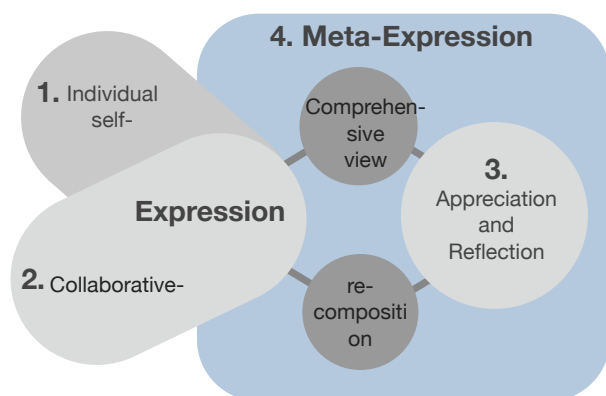 4. Meta-Expression
1. Individual
self-
Expression
2. Collaborative-
Comprehen-
sive
view
3.
Appreciation
and
Reflection
re-
compositi
on